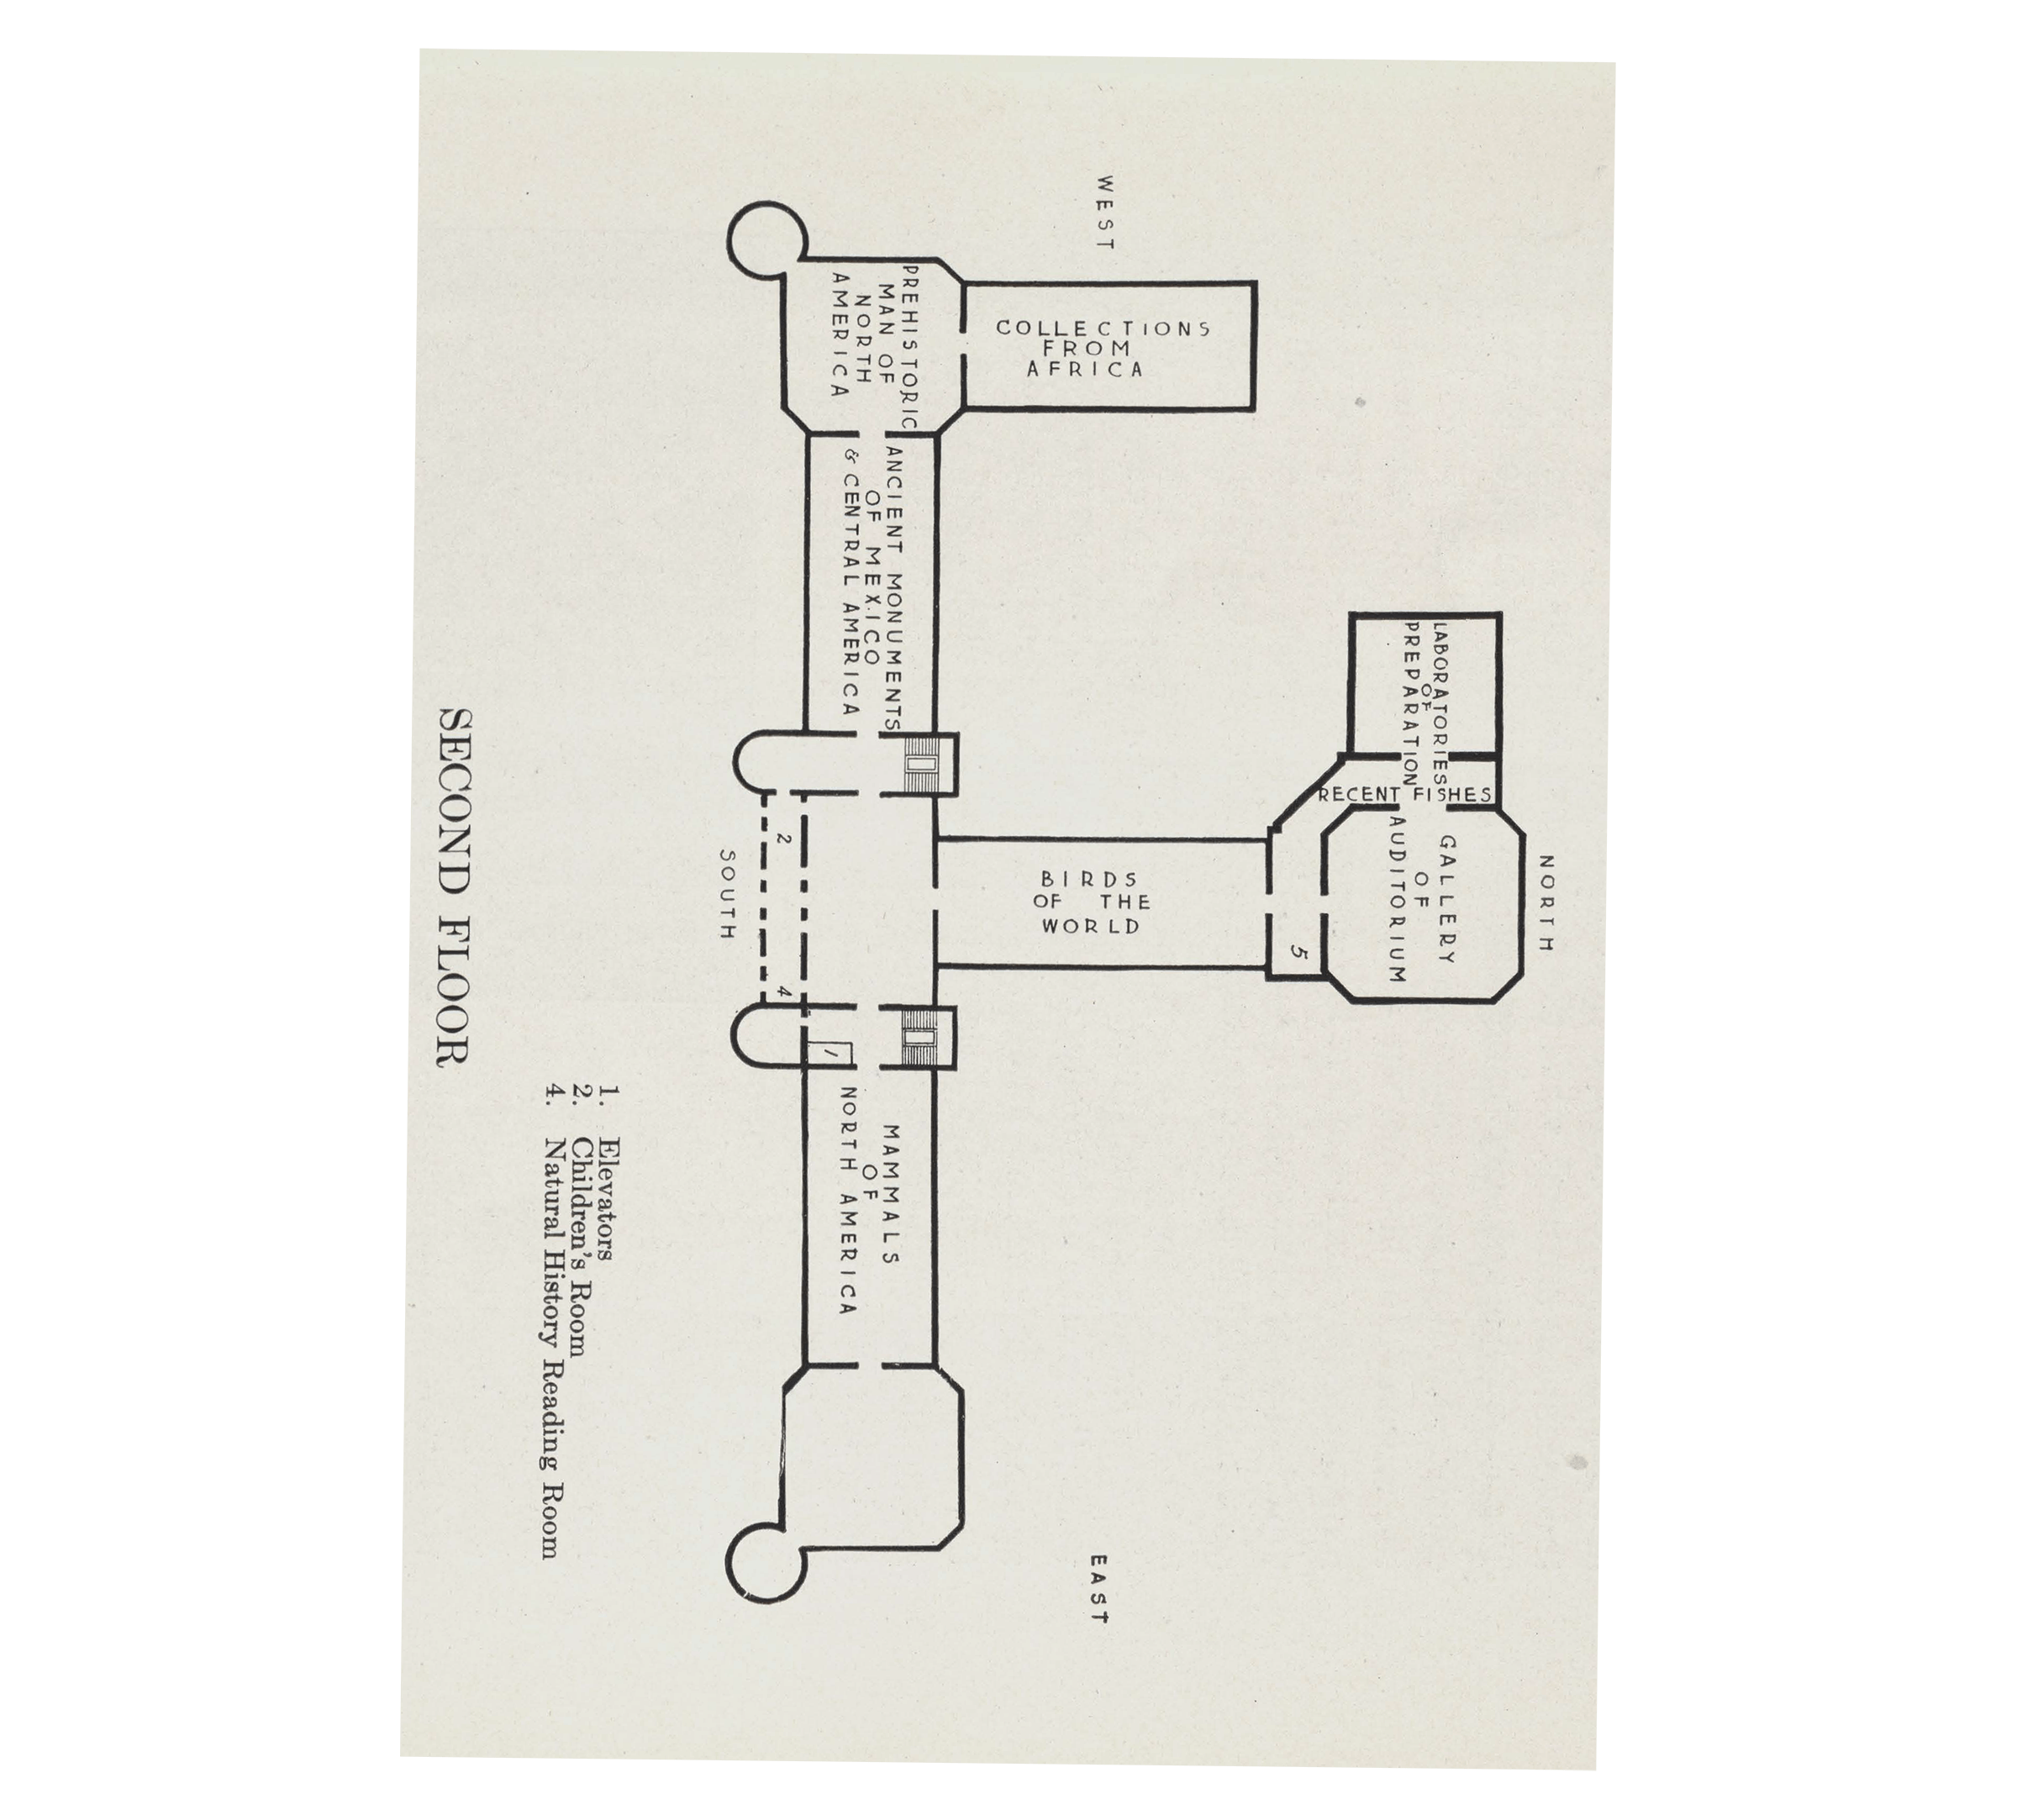 NORTH
WEST
EAST
SOUTH
LABORATORIES
OF
PREPARATION
RECENT FISHES
GALLERY
OF
AUDITORIUM
5
COLLECTIONS
FROM
AFRICA
BIRDS
OF THE
WORLD
PREHISTORIC
MAN OF
NORTH
AMERICA
ANCIENT MONUMENTS
OF MEXICO
& CENTRAL AMERICA
MAMMALS
OF
NORTH AMERICA
1
2
4
1. Elevators
2. Children's Room
4. Natural History Reading Room
SECOND FLOOR